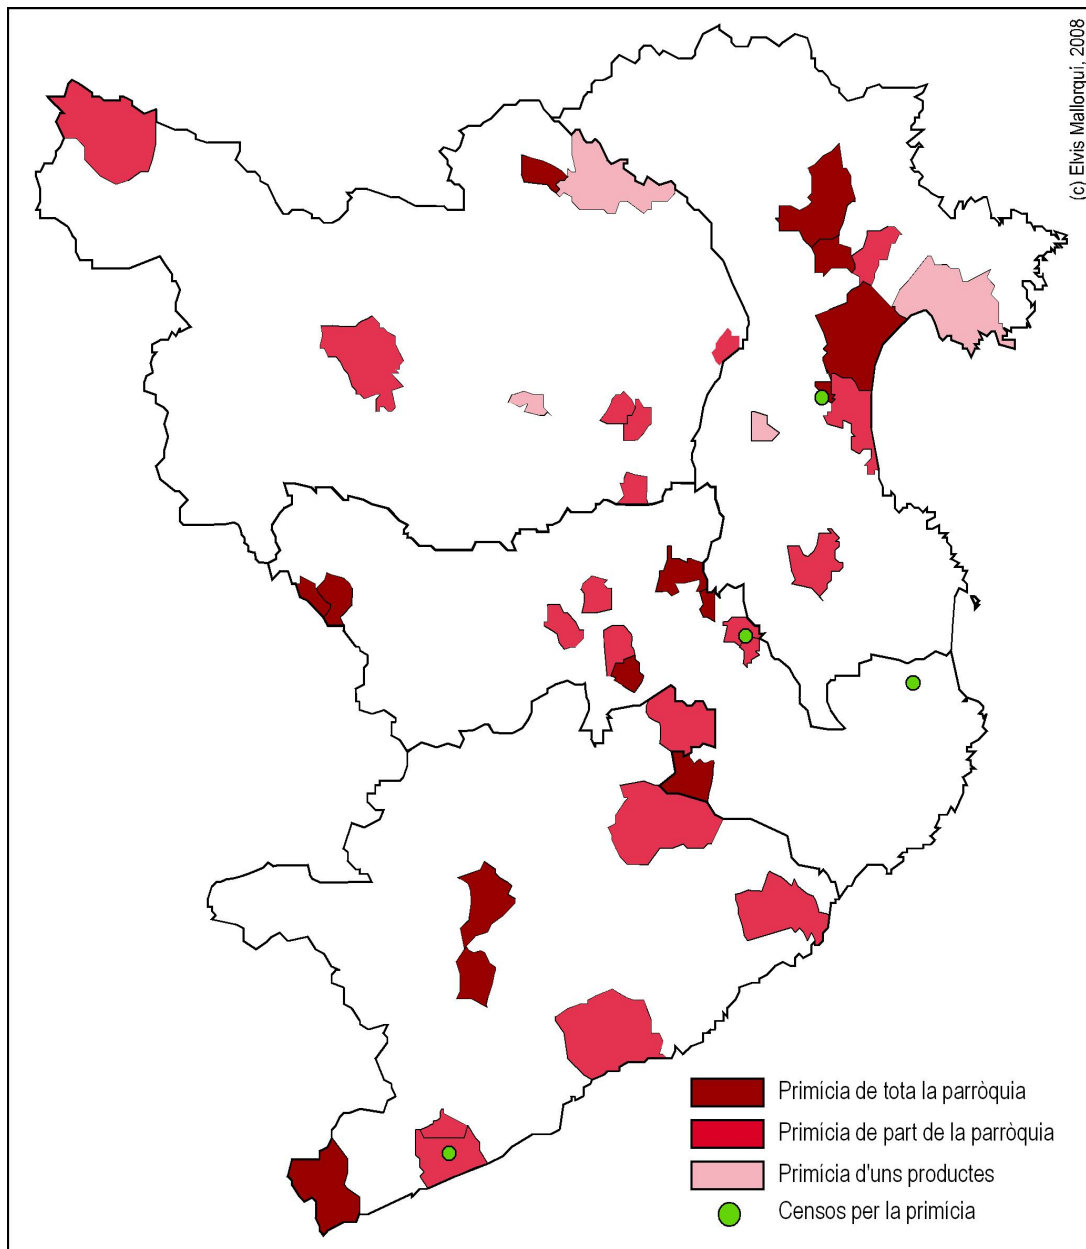 (c) Elvis Mallorquí, 2008
Primícia de tota la parròquia
Primícia de part de la parròquia
Primícia d'uns productes
Censos per la primícia